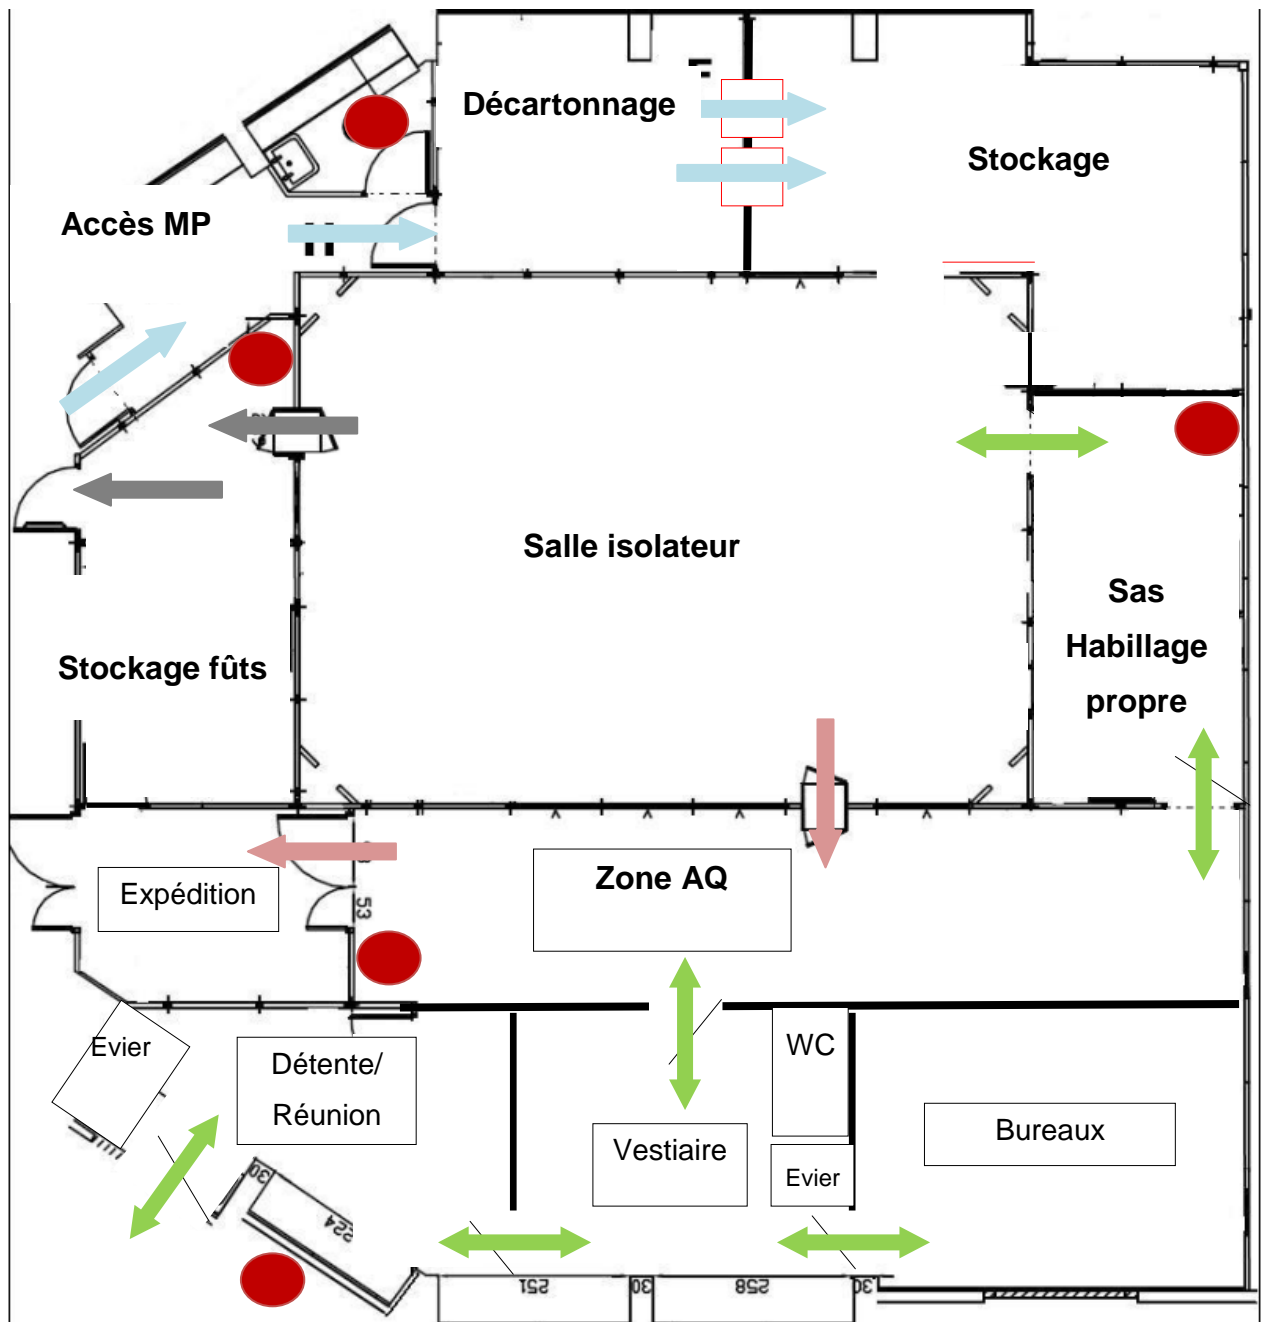 Décartonnage
Stockage
Accès MP
Salle isolateur
Sas
Habillage
propre
Stockage fûts
Zone AQ
Expédition
53
Evier
Détente/
Réunion
WC
Vestiaire
Evier
Bureaux
30
224
251
30
258
30